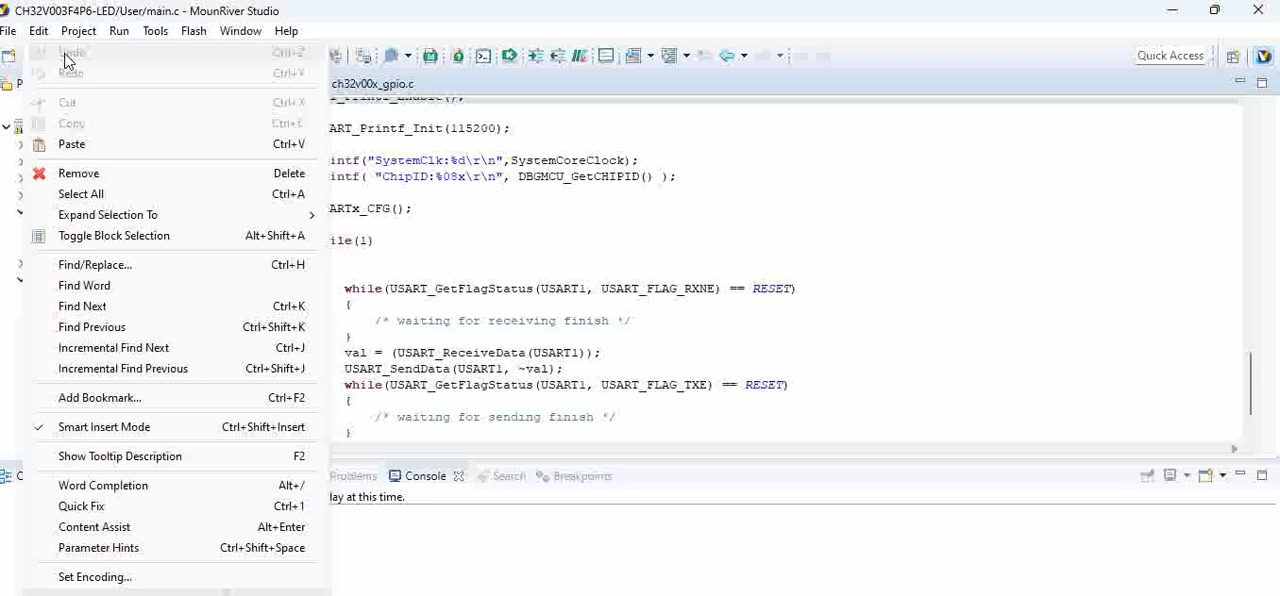 CH32V003F4P6-LED/User/main.c - MounRiver Studio
File Edit Project Run Tools Flash Window Help
Undo Ctrl+Z
Redo Ctrl+Y
Cut Ctrl+X
Copy Ctrl+C
Paste Ctrl+V
Remove Delete
Select All Ctrl+A
Expand Selection To
Toggle Block Selection Alt+Shift+A
Find/Replace... Ctrl+H
Find Word
Find Next Ctrl+K
Find Previous Ctrl+Shift+K
Incremental Find Next Ctrl+J
Incremental Find Previous Ctrl+Shift+J
Add Bookmark... Ctrl+F2
Smart Insert Mode Ctrl+Shift+Insert
Show Tooltip Description F2
Word Completion Alt+/
Quick Fix Ctrl+1
Content Assist Alt+Enter
Parameter Hints Ctrl+Shift+Space
Set Encoding...
Quick Access
P
ch32v00x_gpio.c
ART_Printf_Init(115200);
intf("SystemClk:%d\r\n",SystemCoreClock);
intf( "ChipID:%08x\r\n", DBGMCU_GetCHIPID() );
ARTx_CFG();
ile(1)
while(USART_GetFlagStatus(USART1, USART_FLAG_RXNE) == RESET)
{
/* waiting for receiving finish */
}
val = (USART_ReceiveData(USART1));
USART_SendData(USART1, ~val);
while(USART_GetFlagStatus(USART1, USART_FLAG_TXE) == RESET)
{
/* waiting for sending finish */
}
Problems Console Search Breakpoints
lay at this time.